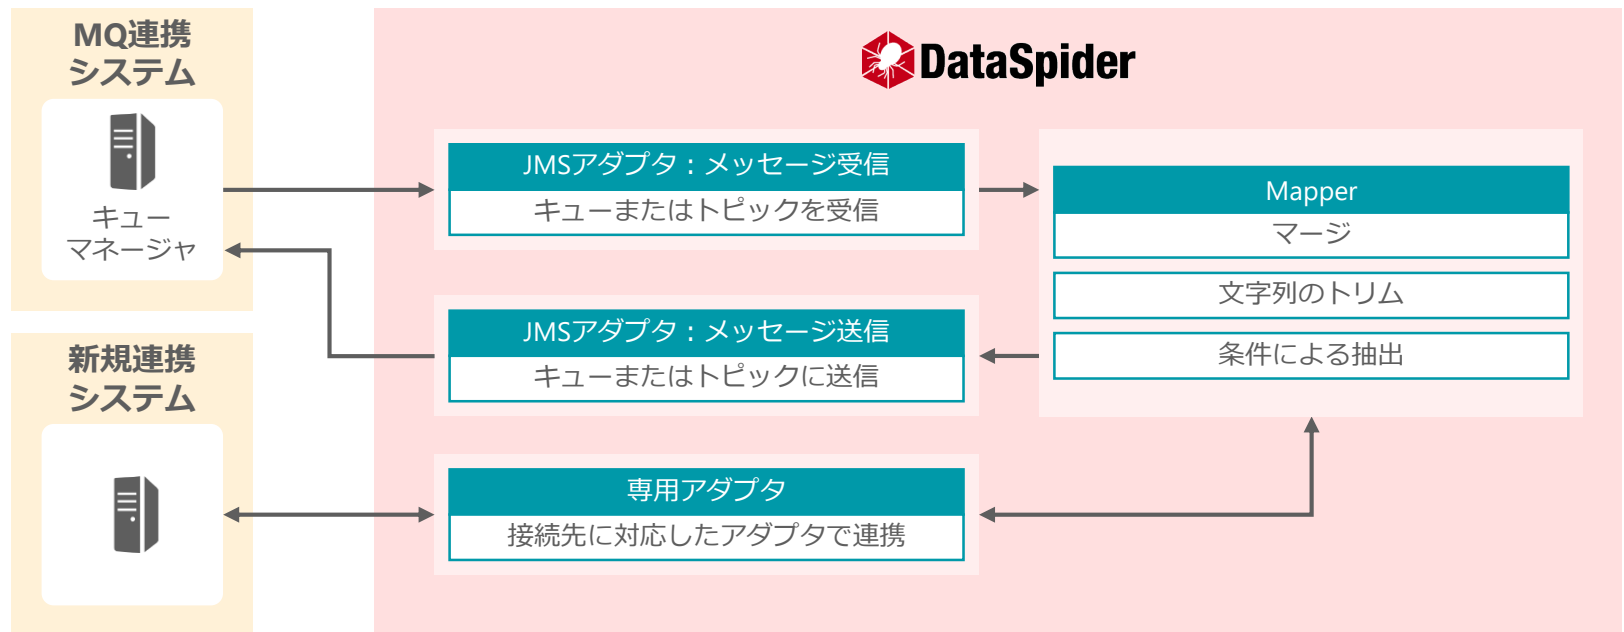 MQ連携
システム
キュー
マネージャ
新規連携
システム
DataSpider
JMSアダプタ：メッセージ受信
キューまたはトピックを受信
JMSアダプタ：メッセージ送信
キューまたはトピックに送信
専用アダプタ
接続先に対応したアダプタで連携
Mapper
マージ
文字列のトリム
条件による抽出